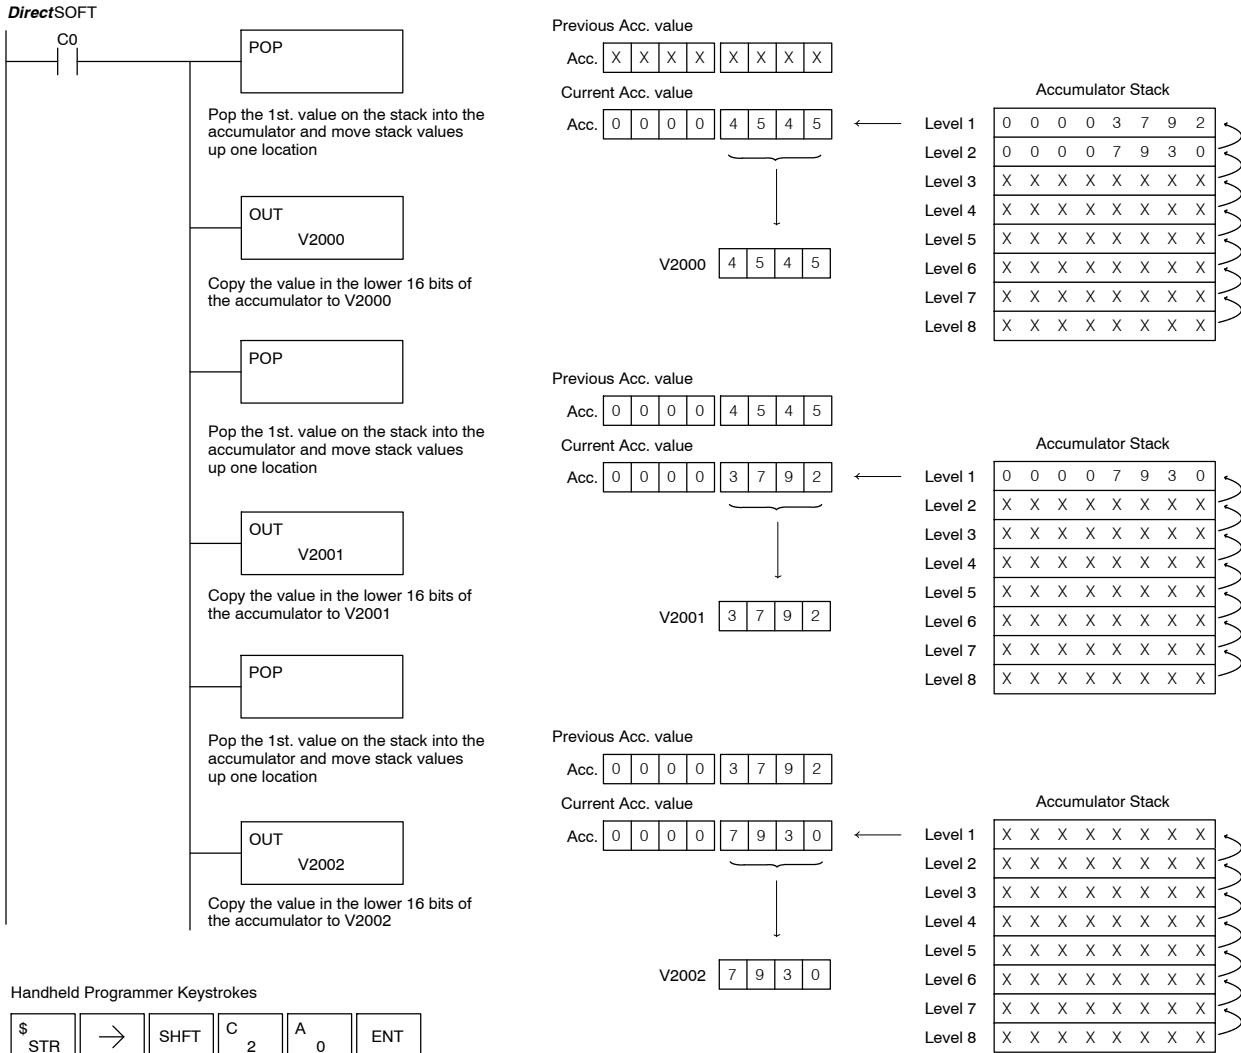 DirectSOFT
C0
POP
Pop the 1st. value on the stack into the
accumulator and move stack values
up one location
OUT
V2000
Copy the value in the lower 16 bits of
the accumulator to V2000
POP
Pop the 1st. value on the stack into the
accumulator and move stack values
up one location
OUT
V2001
Copy the value in the lower 16 bits of
the accumulator to V2001
POP
Pop the 1st. value on the stack into the
accumulator and move stack values
up one location
OUT
V2002
Copy the value in the lower 16 bits of
the accumulator to V2002
Previous Acc. value
Acc. X X X X X X X X
Current Acc. value
Acc. 0 0 0 0 4 5 4 5
V2000 4 5 4 5
Accumulator Stack
Level 1 0 0 0 0 3 7 9 2
Level 2 0 0 0 0 7 9 3 0
Level 3 X X X X X X X X
Level 4 X X X X X X X X
Level 5 X X X X X X X X
Level 6 X X X X X X X X
Level 7 X X X X X X X X
Level 8 X X X X X X X X
Previous Acc. value
Acc. 0 0 0 0 4 5 4 5
Current Acc. value
Acc. 0 0 0 0 3 7 9 2
V2001 3 7 9 2
Accumulator Stack
Level 1 0 0 0 0 7 9 3 0
Level 2 X X X X X X X X
Level 3 X X X X X X X X
Level 4 X X X X X X X X
Level 5 X X X X X X X X
Level 6 X X X X X X X X
Level 7 X X X X X X X X
Level 8 X X X X X X X X
Previous Acc. value
Acc. 0 0 0 0 3 7 9 2
Current Acc. value
Acc. 0 0 0 0 7 9 3 0
V2002 7 9 3 0
Accumulator Stack
Level 1 X X X X X X X X
Level 2 X X X X X X X X
Level 3 X X X X X X X X
Level 4 X X X X X X X X
Level 5 X X X X X X X X
Level 6 X X X X X X X X
Level 7 X X X X X X X X
Level 8 X X X X X X X X
Handheld Programmer Keystrokes
$ STR → SHFT C 2 A 0 ENT